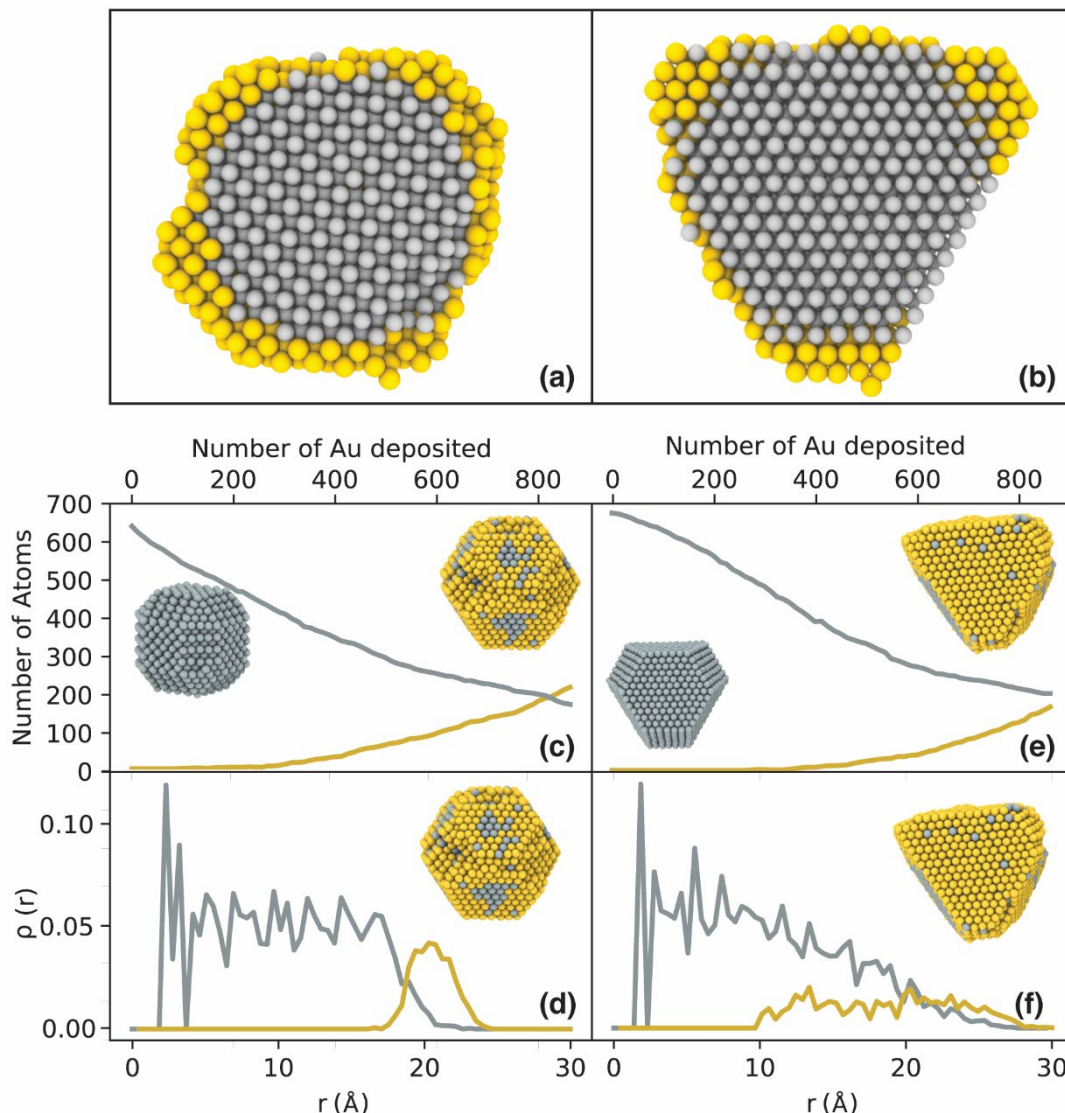 (a)
(b)
Number of Au deposited
0 200 400 600 800
Number of Au deposited
0 200 400 600 800
Number of Atoms
700
600
500
400
300
200
100
0
(c)
(e)
ρ (r)
0.10
0.05
0.00
(d)
(f)
0 10 20 30
r (Å)
0 10 20 30
r (Å)